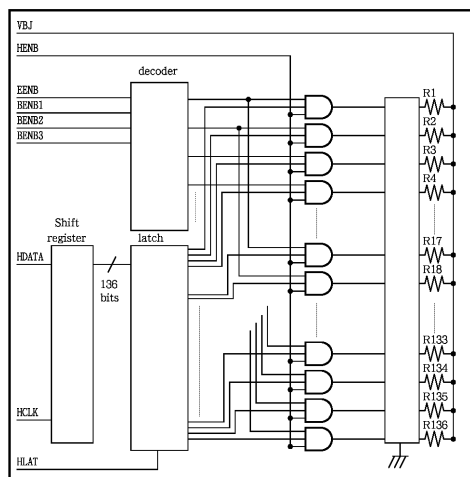 VBJ
HENB
decoder
EENB
BENB1
BENB2
BENB3
R1
R2
R3
R4
Shift
register
latch
HDATA
136
bits
R17
R18
R133
R134
R135
R136
HCLK
HLAT